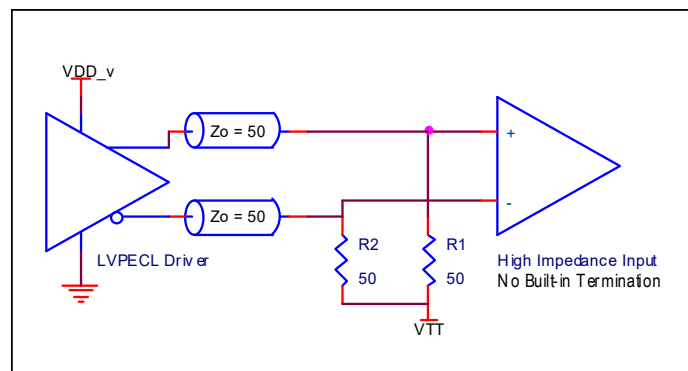 VDD_v
Zo = 50
+
Zo = 50
-
R2
50
R1
50
LVPECL Driver
High Impedance Input
No Built-in Termination
VTT